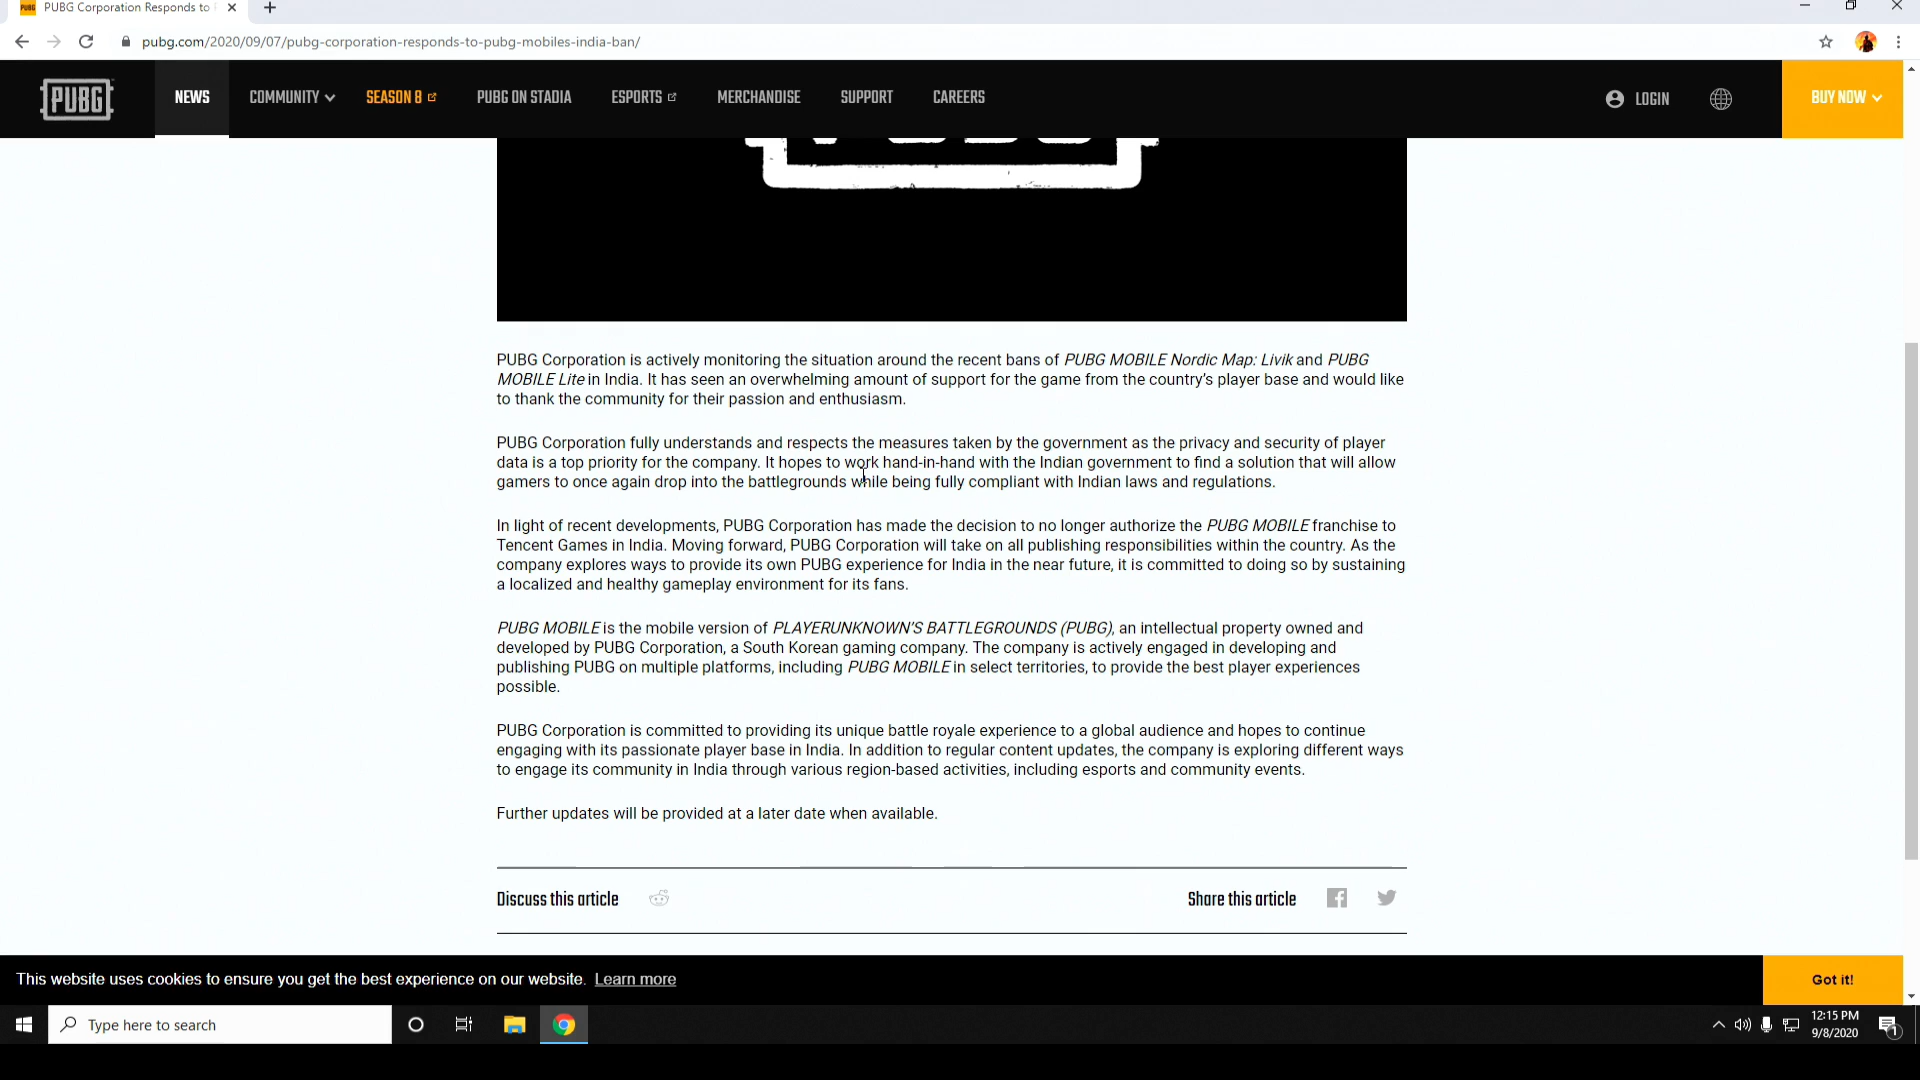 PUBG Corporation Responds to
pubg.com/2020/09/07/pubg-corporation-responds-to-pubg-mobiles-india-ban/
PUBG
NEWS
COMMUNITY
SEASON 8
PUBG ON STADIA
ESPORTS
MERCHANDISE
SUPPORT
CAREERS
LOGIN
BUY NOW
PUBG Corporation is actively monitoring the situation around the recent bans of PUBG MOBILE Nordic Map: Livik and PUBG
MOBILE Lite in India. It has seen an overwhelming amount of support for the game from the country's player base and would like
to thank the community for their passion and enthusiasm.
PUBG Corporation fully understands and respects the measures taken by the government as the privacy and security of player
data is a top priority for the company. It hopes to work hand-in-hand with the Indian government to find a solution that will allow
gamers to once again drop into the battlegrounds while being fully compliant with Indian laws and regulations.
In light of recent developments, PUBG Corporation has made the decision to no longer authorize the PUBG MOBILE franchise to
Tencent Games in India. Moving forward, PUBG Corporation will take on all publishing responsibilities within the country. As the
company explores ways to provide its own PUBG experience for India in the near future, it is committed to doing so by sustaining
a localized and healthy gameplay environment for its fans.
PUBG MOBILE is the mobile version of PLAYERUNKNOWN'S BATTLEGROUNDS (PUBG), an intellectual property owned and
developed by PUBG Corporation, a South Korean gaming company. The company is actively engaged in developing and
publishing PUBG on multiple platforms, including PUBG MOBILE in select territories, to provide the best player experiences
possible.
PUBG Corporation is committed to providing its unique battle royale experience to a global audience and hopes to continue
engaging with its passionate player base in India. In addition to regular content updates, the company is exploring different ways
to engage its community in India through various region-based activities, including esports and community events.
Further updates will be provided at a later date when available.
Discuss this article
Share this article
This website uses cookies to ensure you get the best experience on our website. Learn more
Got it!
Type here to search
12:15 PM
9/8/2020
1